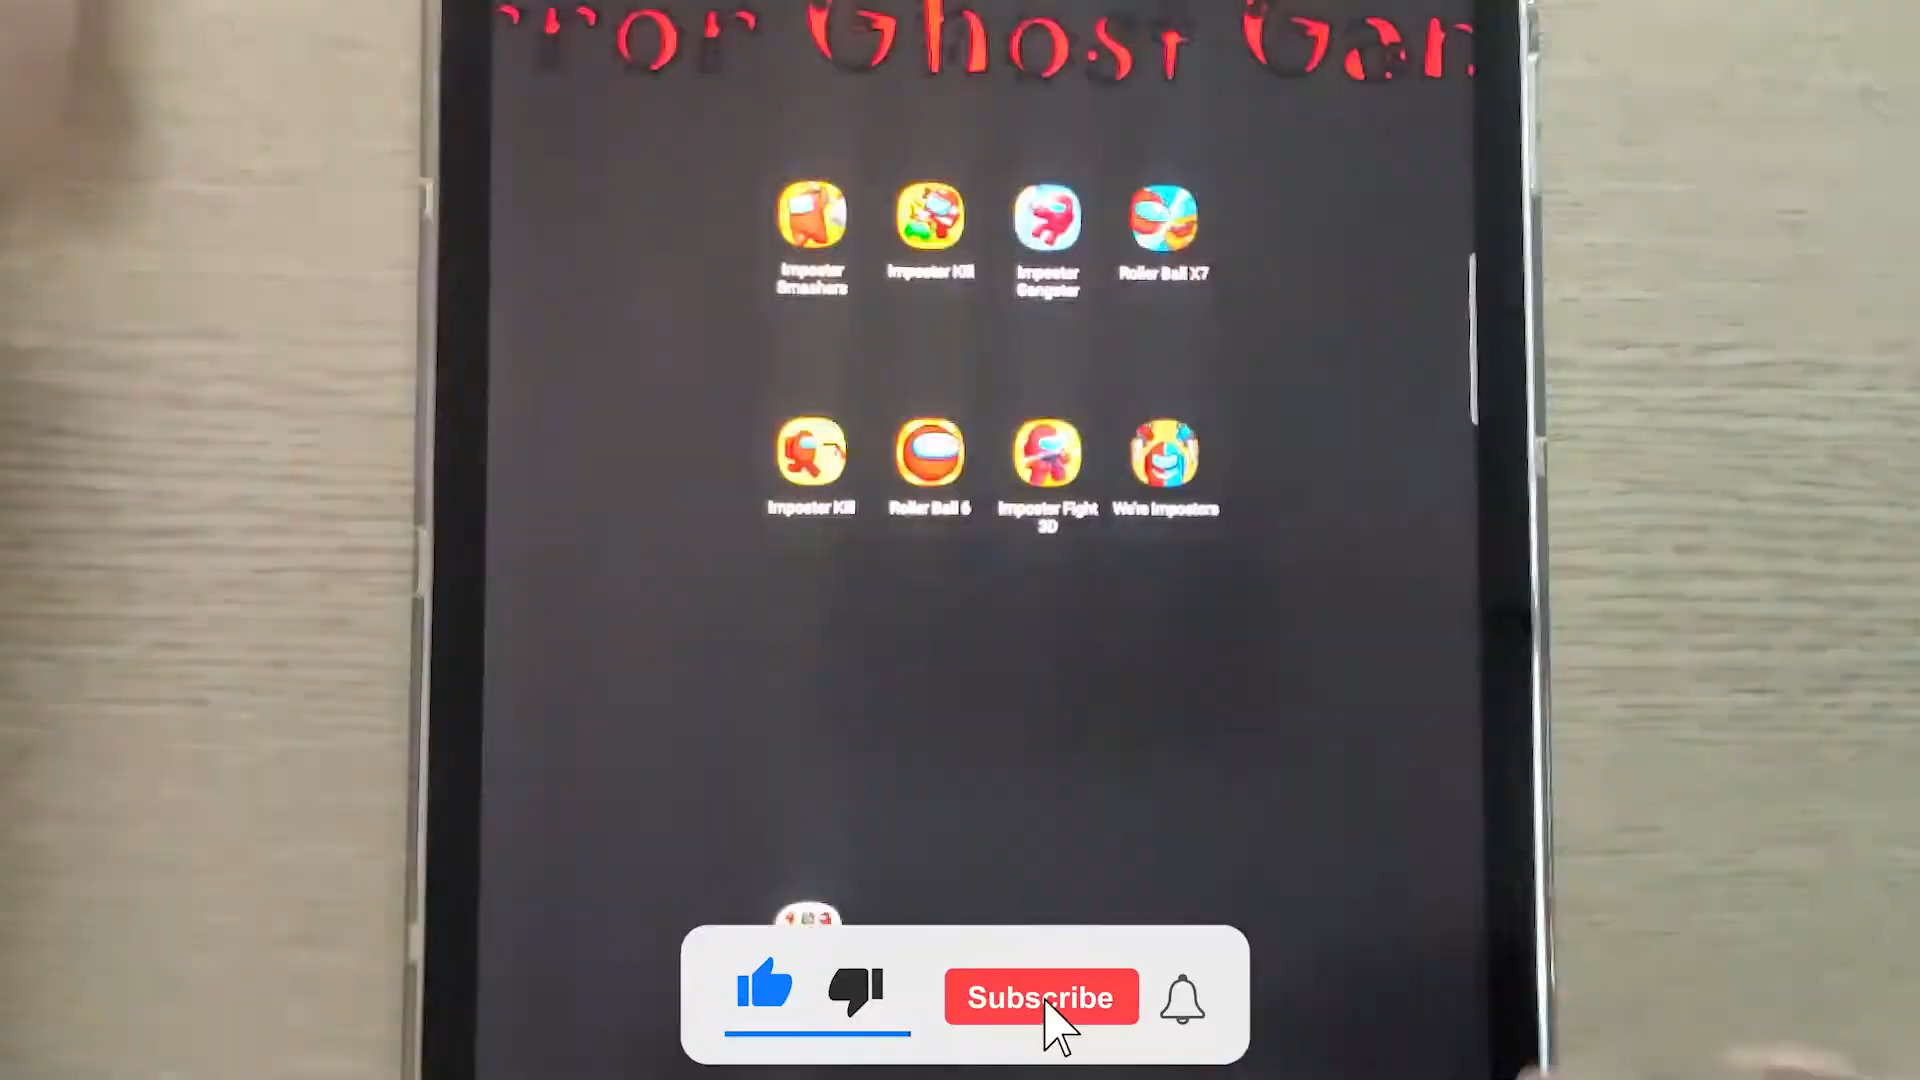 ror Ghost Gan
Imposter
Smashers
Imposter Kill
Imposter
Gangster
Roller Ball X7
Imposter Kill
Roller Ball 6
Imposter Fight
3D
We're Imposters
Subscribe